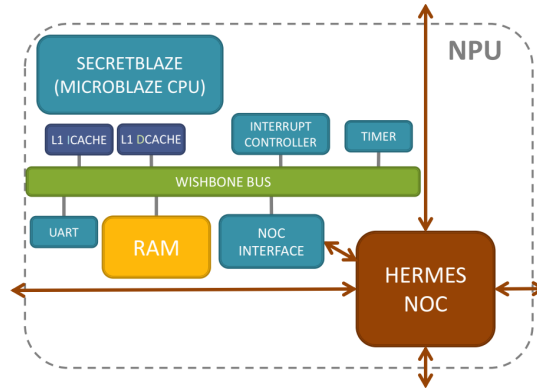 NPU
SECRETBLAZE
(MICROBLAZE CPU)
L1 ICACHE
L1 DCACHE
INTERRUPT
CONTROLLER
TIMER
WISHBONE BUS
UART
RAM
NOC
INTERFACE
HERMES
NOC